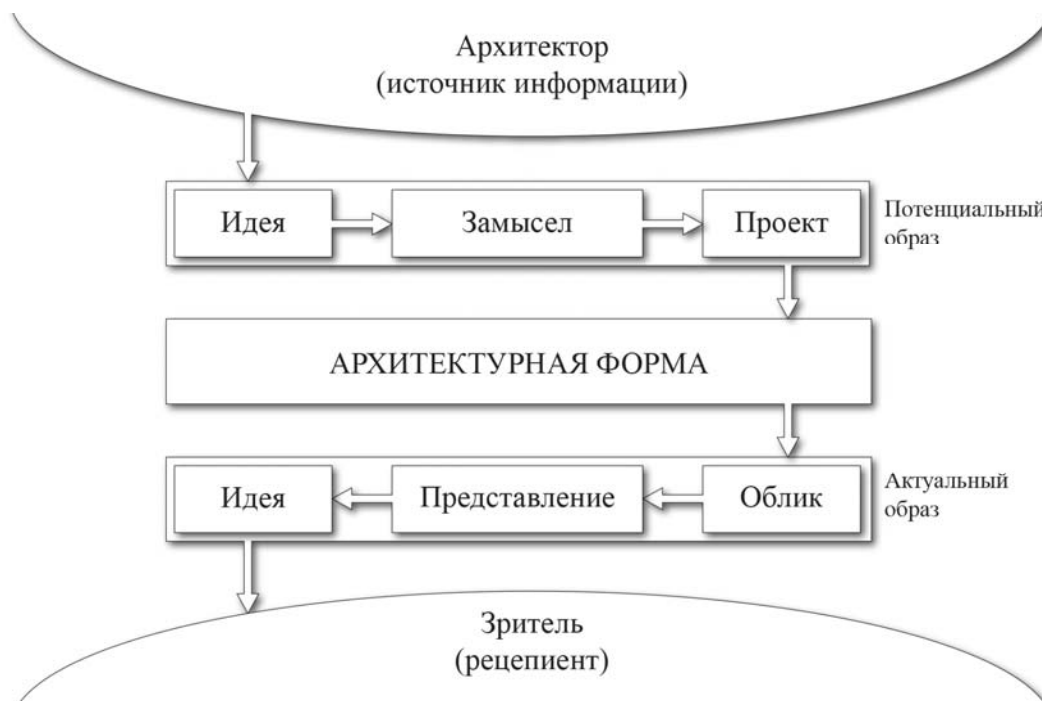 Архитектор
(источник информации)
Идея
Замысел
Проект
Потенциальный
образ
АРХИТЕКТУРНАЯ ФОРМА
Идея
Представление
Облик
Актуальный
образ
Зритель
(рецепиент)